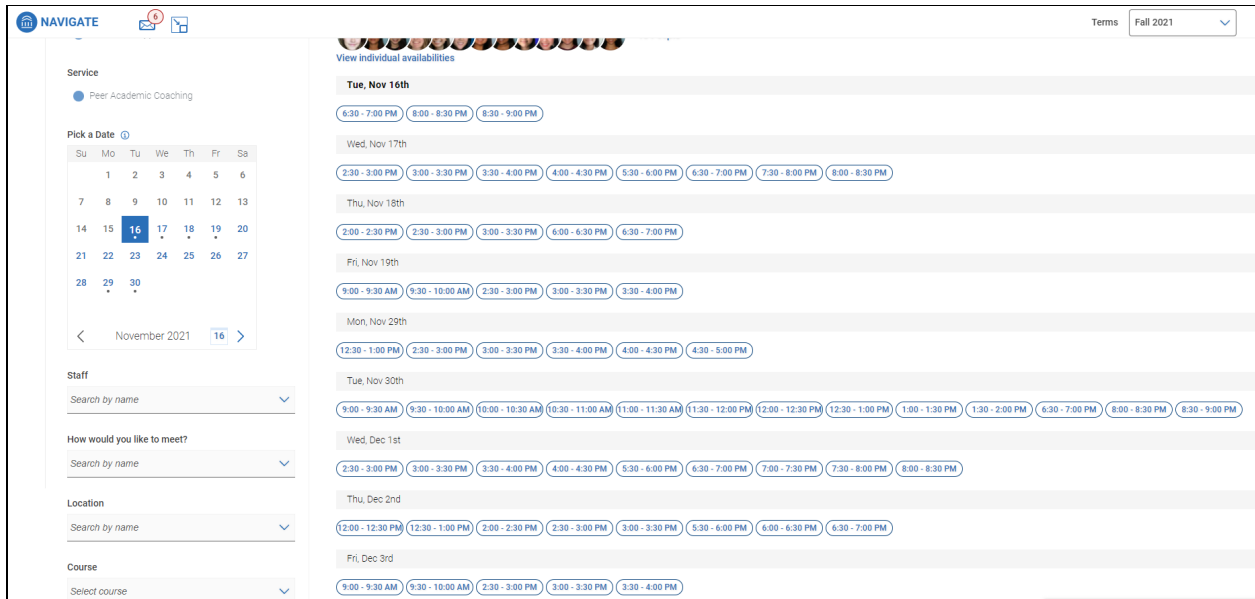 NAVIGATE
6
Terms
Fall 2021
View individual availabilities
Service
Peer Academic Coaching
Pick a Date
Su Mo Tu We Th Fr Sa
1 2 3 4 5 6
7 8 9 10 11 12 13
14 15 16 17 18 19 20
21 22 23 24 25 26 27
28 29 30
November 2021 16
Staff
Search by name
How would you like to meet?
Search by name
Location
Search by name
Course
Select course
Tue, Nov 16th
6:30 - 7:00 PM 8:00 - 8:30 PM 8:30 - 9:00 PM
Wed, Nov 17th
2:30 - 3:00 PM 3:00 - 3:30 PM 3:30 - 4:00 PM 4:00 - 4:30 PM 5:30 - 6:00 PM 6:30 - 7:00 PM 7:30 - 8:00 PM 8:00 - 8:30 PM
Thu, Nov 18th
2:00 - 2:30 PM 2:30 - 3:00 PM 3:00 - 3:30 PM 6:00 - 6:30 PM 6:30 - 7:00 PM
Fri, Nov 19th
9:00 - 9:30 AM 9:30 - 10:00 AM 2:30 - 3:00 PM 3:00 - 3:30 PM 3:30 - 4:00 PM
Mon, Nov 29th
12:30 - 1:00 PM 2:30 - 3:00 PM 3:00 - 3:30 PM 3:30 - 4:00 PM 4:00 - 4:30 PM 4:30 - 5:00 PM
Tue, Nov 30th
9:00 - 9:30 AM 9:30 - 10:00 AM 10:00 - 10:30 AM 10:30 - 11:00 AM 11:00 - 11:30 AM 11:30 - 12:00 PM 12:00 - 12:30 PM 12:30 - 1:00 PM 1:00 - 1:30 PM 1:30 - 2:00 PM 6:30 - 7:00 PM 8:00 - 8:30 PM 8:30 - 9:00 PM
Wed, Dec 1st
2:30 - 3:00 PM 3:00 - 3:30 PM 3:30 - 4:00 PM 4:00 - 4:30 PM 5:30 - 6:00 PM 6:30 - 7:00 PM 7:00 - 7:30 PM 7:30 - 8:00 PM 8:00 - 8:30 PM
Thu, Dec 2nd
12:00 - 12:30 PM 12:30 - 1:00 PM 2:00 - 2:30 PM 2:30 - 3:00 PM 3:00 - 3:30 PM 5:30 - 6:00 PM 6:00 - 6:30 PM 6:30 - 7:00 PM
Fri, Dec 3rd
9:00 - 9:30 AM 9:30 - 10:00 AM 2:30 - 3:00 PM 3:00 - 3:30 PM 3:30 - 4:00 PM